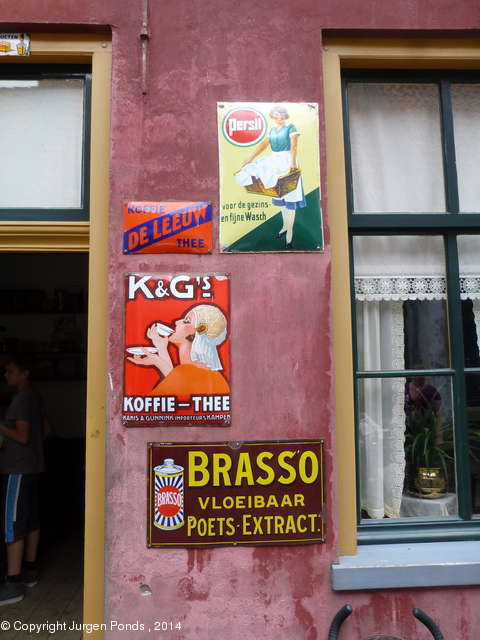 Persil
voor de gezins-
en fijne Wasch
KOFFIE
DE LEEUW
THEE
K&G'S
KOFFIE-THEE
KANIS & GUNNINK IMPORTEURS KAMPEN
BRASSO
BRASSO
VLOEIBAAR
POETS-EXTRACT.
© Copyright Jurgen Ponds , 2014